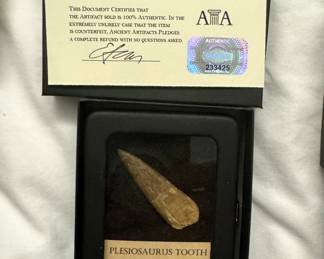 This Document Certifies that
the Artifact sold is 100% Authentic. In the
extremely unlikely case that the item
is counterfeit, Ancient Artifacts Pledges
a complete refund with no questions asked.
A A
AUTHENTIC
233425
PLESIOSAURUS TOOTH